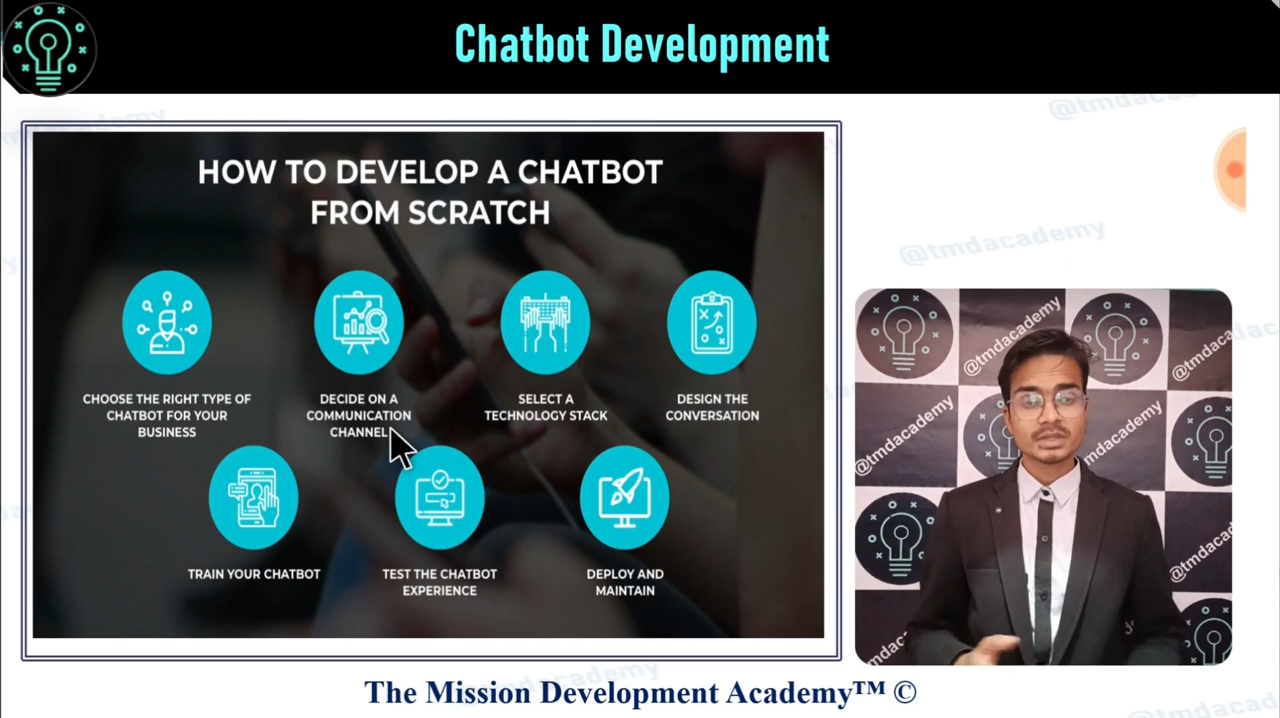 Chatbot Development
@tmdacademy
HOW TO DEVELOP A CHATBOT
FROM SCRATCH
CHOOSE THE RIGHT TYPE OF
CHATBOT FOR YOUR
BUSINESS
DECIDE ON A
COMMUNICATION
CHANNEL
SELECT A
TECHNOLOGY STACK
DESIGN THE
CONVERSATION
TRAIN YOUR CHATBOT
TEST THE CHATBOT
EXPERIENCE
DEPLOY AND
MAINTAIN
@tmdacademy
@tmdacademy
@tmdacademy
The Mission Development Academy™ ©